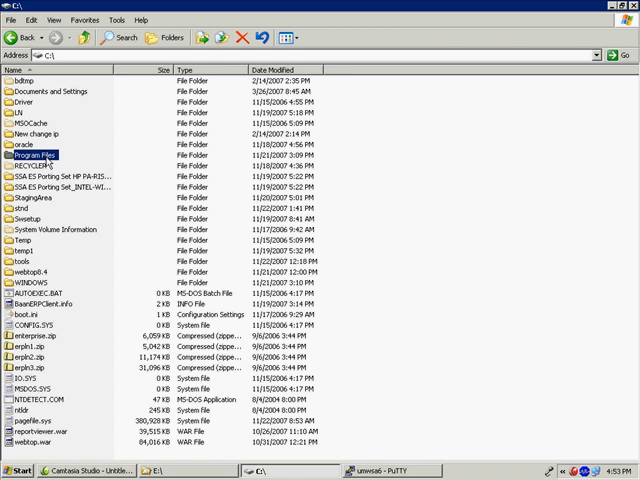 C:\
File Edit View Favorites Tools Help
Back Search Folders
Address C:\ Go
Name Size Type Date Modified
bdtmp File Folder 2/14/2007 2:35 PM
Documents and Settings File Folder 3/26/2007 8:45 AM
Driver File Folder 11/15/2006 4:55 PM
LN File Folder 11/19/2007 5:18 PM
MSOCache File Folder 11/15/2006 5:09 PM
New change ip File Folder 2/14/2007 2:14 PM
oracle File Folder 11/18/2007 4:56 PM
Program Files File Folder 11/21/2007 3:09 PM
RECYCLER File Folder 11/18/2007 4:36 PM
SSA ES Porting Set HP PA-RIS... File Folder 11/19/2007 5:22 PM
SSA ES Porting Set_INTEL-WI... File Folder 11/19/2007 5:22 PM
StagingArea File Folder 11/20/2007 5:01 PM
stnd File Folder 11/22/2007 1:41 PM
Swsetup File Folder 11/19/2007 8:41 AM
System Volume Information File Folder 11/17/2007 9:42 AM
Temp File Folder 11/15/2006 5:09 PM
temp1 File Folder 11/19/2007 5:32 PM
tools File Folder 11/22/2007 12:18 PM
webtop8.4 File Folder 11/21/2007 12:00 PM
WINDOWS File Folder 11/21/2007 3:10 PM
AUTOEXEC.BAT 0 KB MS-DOS Batch File 11/15/2006 4:17 PM
BaanERPClient.info 2 KB INFO File 11/19/2007 3:14 PM
boot.ini 1 KB Configuration Settings 11/17/2006 9:29 AM
CONFIG.SYS 0 KB System file 11/15/2006 4:17 PM
enterprise.zip 6,059 KB Compressed (zippe... 9/6/2006 3:44 PM
erpln1.zip 5,042 KB Compressed (zippe... 9/6/2006 3:44 PM
erpln2.zip 11,174 KB Compressed (zippe... 9/6/2006 3:44 PM
erpln3.zip 31,096 KB Compressed (zippe... 9/6/2006 3:44 PM
IO.SYS 0 KB System file 11/15/2006 4:17 PM
MSDOS.SYS 0 KB System file 11/15/2006 4:17 PM
NTDETECT.COM 47 KB MS-DOS Application 8/4/2004 8:00 PM
ntldr 245 KB System file 8/4/2004 8:00 PM
pagefile.sys 380,928 KB System file 11/22/2007 8:53 AM
reportviewer.war 39,515 KB WAR File 10/26/2007 11:10 AM
webtop.war 84,016 KB WAR File 10/31/2007 12:21 PM
Start Camtasia Studio - Untitle... E:\ C:\ umwsa6 - PuTTY 4:53 PM